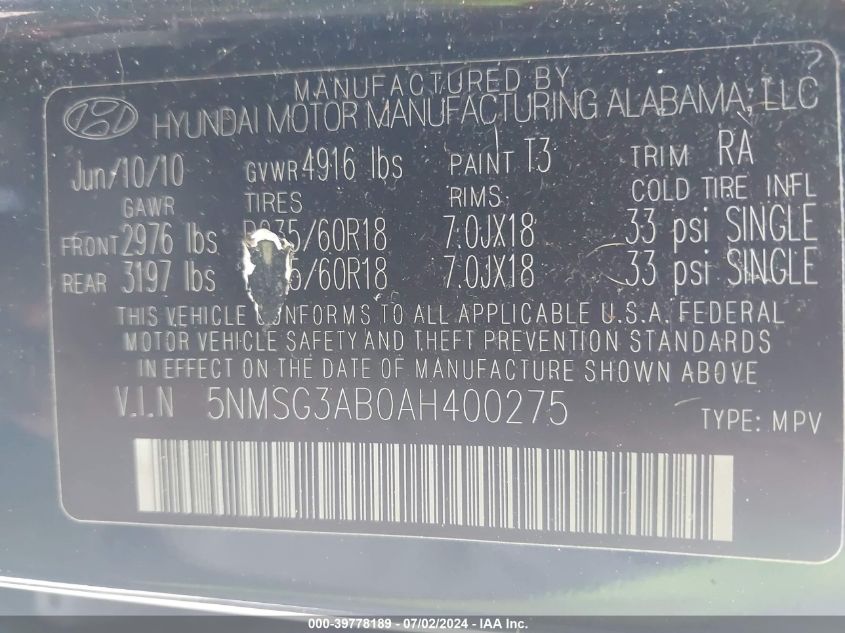 MANUFACTURED BY
HYUNDAI MOTOR MANUFACTURING ALABAMA, LLC
Jun/10/10 GVWR 4916 lbs PAINT T3 TRIM RA
GAWR TIRES RIMS COLD TIRE INFL
FRONT 2976 lbs P235/60R18 7.0JX18 33 psi SINGLE
REAR 3197 lbs /60R18 7.0JX18 33 psi SINGLE
THIS VEHICLE CONFORMS TO ALL APPLICABLE U.S.A. FEDERAL
MOTOR VEHICLE SAFETY AND THEFT PREVENTION STANDARDS
IN EFFECT ON THE DATE OF MANUFACTURE SHOWN ABOVE
V.I.N 5NMSG3AB0AH400275 TYPE: MPV
000-39778189 - 07/02/2024 - IAA Inc.